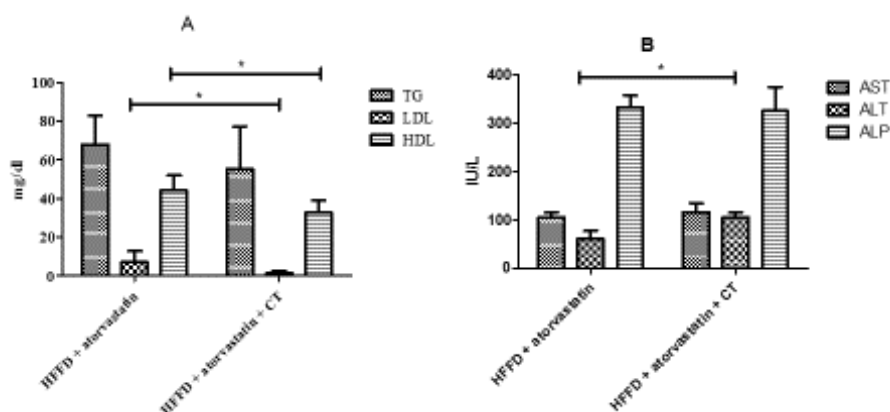 A
*
*
TG
LDL
HDL
mg/dl
100
80
60
40
20
0
HFFD + atorvastatin
HFFD + atorvastatin + CT
B
*
AST
ALT
ALP
IU/L
400
300
200
100
0
HFFD + atorvastatin
HFFD + atorvastatin + CT